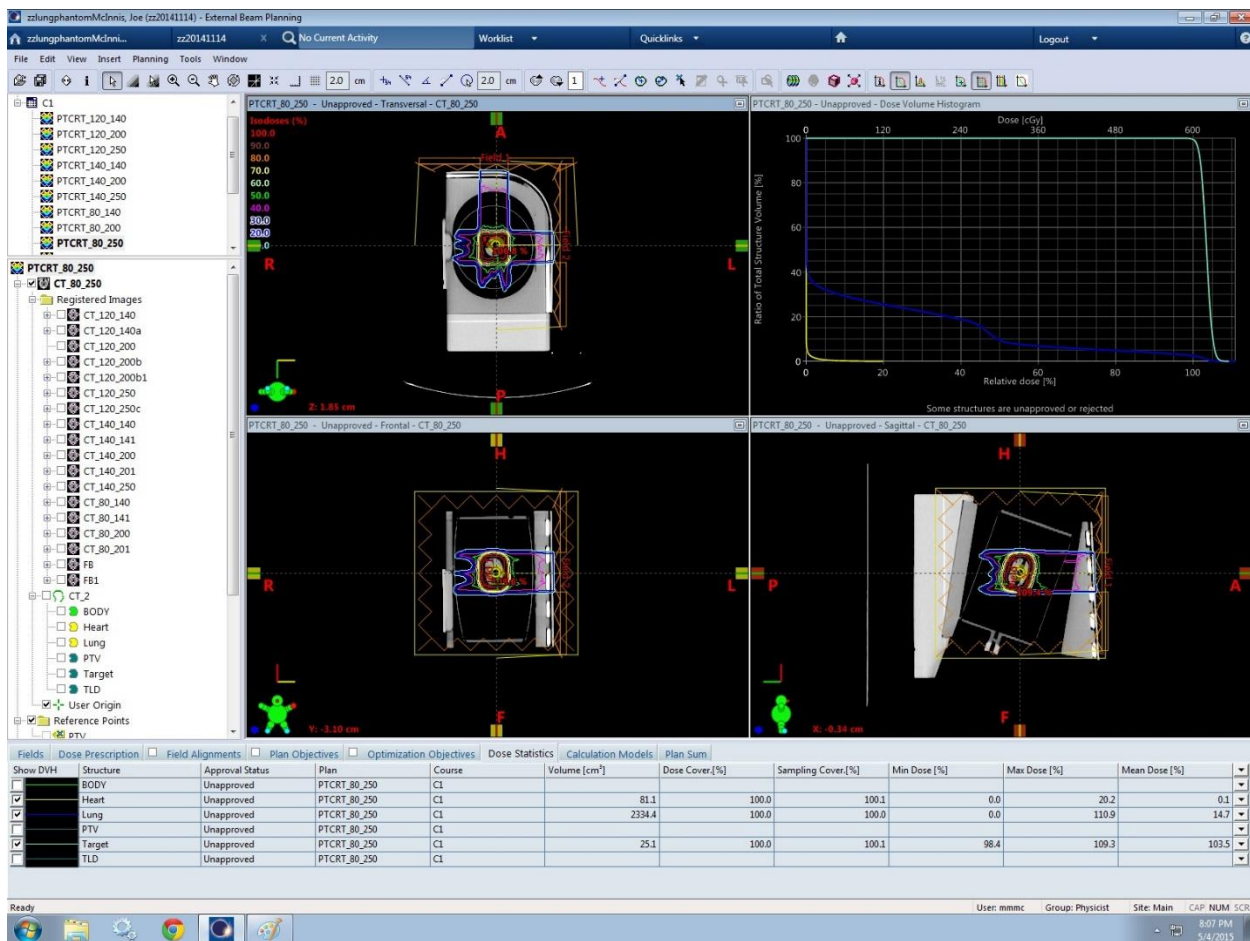 zzlungphantomMcInnis, Joe (zz20141114) - External Beam Planning
zzlungphantomMcInni... zz20141114 X No Current Activity Worklist Quicklinks Logout
File Edit View Insert Planning Tools Window
2.0 cm 2.0 cm 1
C1
PTCRT_120_140
PTCRT_120_200
PTCRT_120_250
PTCRT_140_140
PTCRT_140_200
PTCRT_140_250
PTCRT_80_140
PTCRT_80_200
PTCRT_80_250
PTCRT_80_250
CT_80_250
Registered Images
CT_120_140
CT_120_140a
CT_120_200
CT_120_200b
CT_120_200b1
CT_120_250
CT_120_250c
CT_140_140
CT_140_141
CT_140_200
CT_140_201
CT_140_250
CT_80_140
CT_80_141
CT_80_200
CT_80_201
FB
FB1
CT_2
BODY
Heart
Lung
PTV
Target
TLD
User Origin
Reference Points
PTV
PTCRT_80_250 - Unapproved - Transversal - CT_80_250
Isodoses (%)
100.0
90.0
80.0
70.0
60.0
50.0
40.0
30.0
20.0
.0
A
Field 1
R
Field 2
L
P
Z: 1.85 cm
PTCRT_80_250 - Unapproved - Dose Volume Histogram
Dose [cGy]
0 120 240 360 480 600
Ratio of Total Structure Volume [%]
100
80
60
40
20
0
0 20 40 60 80 100
Relative dose [%]
Some structures are unapproved or rejected
PTCRT_80_250 - Unapproved - Frontal - CT_80_250
H
R
Field 2
L
F
Y: -3.10 cm
PTCRT_80_250 - Unapproved - Sagittal - CT_80_250
H
P
A
F
X: -0.34 cm
Fields Dose Prescription Field Alignments Plan Objectives Optimization Objectives Dose Statistics Calculation Models Plan Sum
Show DVH Structure Approval Status Plan Course Volume [cm³] Dose Cover.[%] Sampling Cover.[%] Min Dose [%] Max Dose [%] Mean Dose [%]
BODY Unapproved PTCRT_80_250 C1
Heart Unapproved PTCRT_80_250 C1 81.1 100.0 100.1 0.0 20.2 0.1
Lung Unapproved PTCRT_80_250 C1 2334.4 100.0 100.0 0.0 110.9 14.7
PTV Unapproved PTCRT_80_250 C1
Target Unapproved PTCRT_80_250 C1 25.1 100.0 100.1 98.4 109.3 103.5
TLD Unapproved PTCRT_80_250 C1
Ready User: mmmc Group: Physicist Site: Main CAP NUM SCR
8:07 PM
5/4/2015